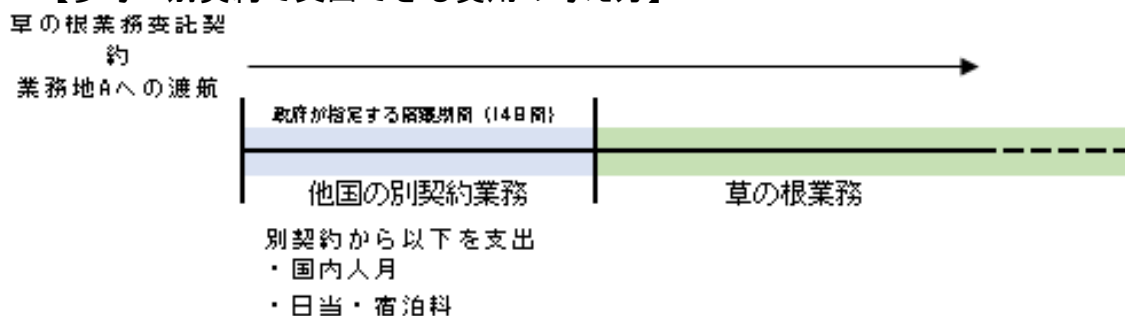 草の根業務委託契
約
業務地Aへの渡航
政府が指定する隔離期間（14日間）
他国の別契約業務
草の根業務
別契約から以下を支出
・国内人月
・日当・宿泊料